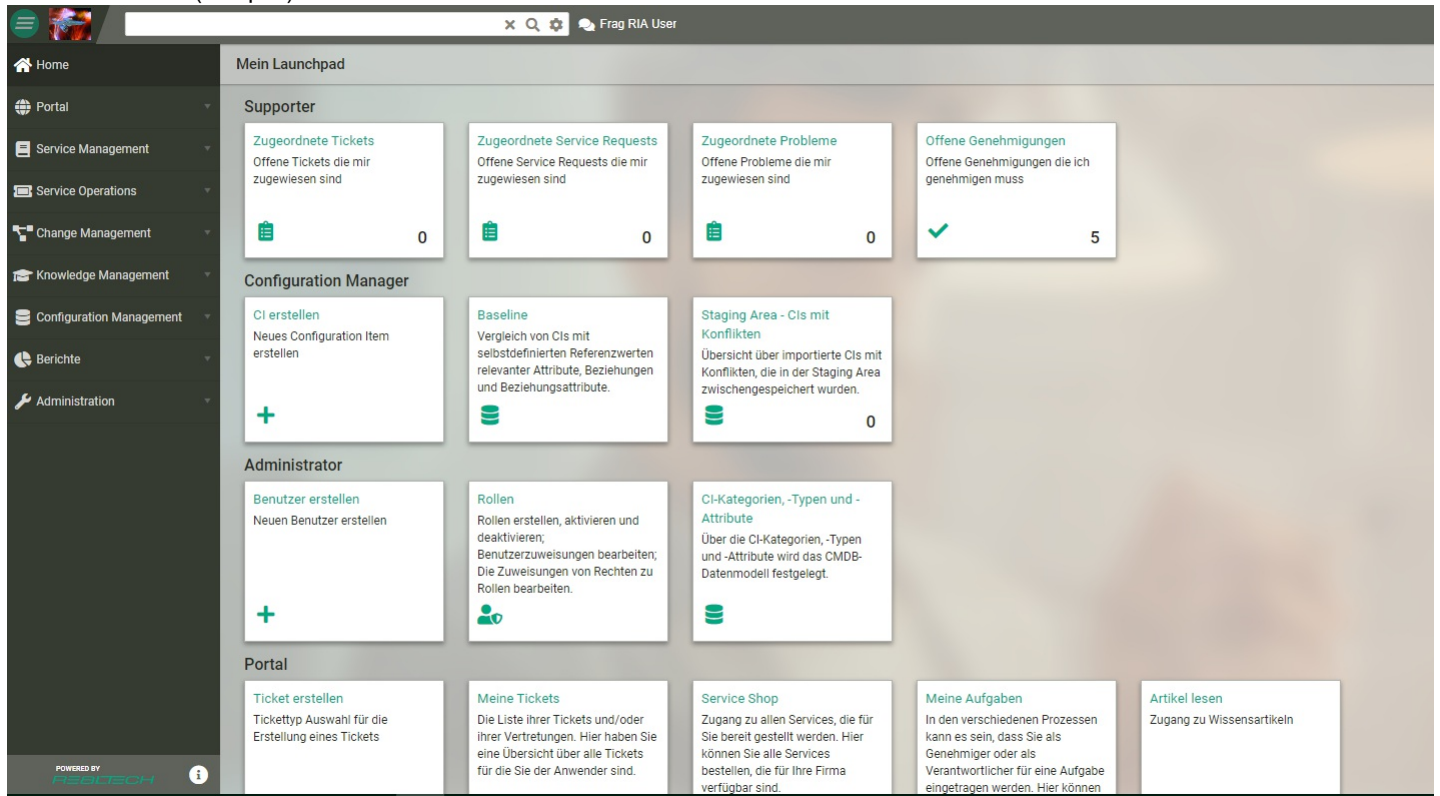 Frag RIA User
Home
Mein Launchpad
Portal
Service Management
Service Operations
Change Management
Knowledge Management
Configuration Management
Berichte
Administration
Supporter
Zugeordnete Tickets
Offene Tickets die mir
zugewiesen sind
0
Zugeordnete Service Requests
Offene Service Requests die mir
zugewiesen sind
0
Zugeordnete Probleme
Offene Probleme die mir
zugewiesen sind
0
Offene Genehmigungen
Offene Genehmigungen die ich
genehmigen muss
5
Configuration Manager
CI erstellen
Neues Configuration Item
erstellen
Baseline
Vergleich von CIs mit
selbstdefinierten Referenzwerten
relevanter Attribute, Beziehungen
und Beziehungsattribute.
Staging Area - CIs mit
Konflikten
Übersicht über importierte CIs mit
Konflikten, die in der Staging Area
zwischengespeichert wurden.
0
Administrator
Benutzer erstellen
Neuen Benutzer erstellen
Rollen
Rollen erstellen, aktivieren und
deaktivieren;
Benutzerzuweisungen bearbeiten;
Die Zuweisungen von Rechten zu
Rollen bearbeiten.
CI-Kategorien, -Typen und -
Attribute
Über die CI-Kategorien, -Typen
und -Attribute wird das CMDB-
Datenmodell festgelegt.
Portal
Ticket erstellen
Tickettyp Auswahl für die
Erstellung eines Tickets
Meine Tickets
Die Liste ihrer Tickets und/oder
ihrer Vertretungen. Hier haben Sie
eine Übersicht über alle Tickets
für die Sie der Anwender sind.
Service Shop
Zugang zu allen Services, die für
Sie bereit gestellt werden. Hier
können Sie alle Services
bestellen, die für Ihre Firma
verfügbar sind.
Meine Aufgaben
In den verschiedenen Prozessen
kann es sein, dass Sie als
Genehmiger oder als
Verantwortlicher für eine Aufgabe
eingetragen werden. Hier können
Artikel lesen
Zugang zu Wissensartikeln
POWERED BY
REALTECH